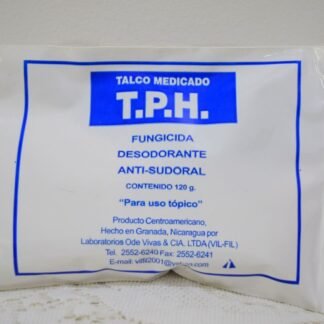 TALCO MEDICADO
T.P.H.
FUNGICIDA
DESODORANTE
ANTI-SUDORAL
CONTENIDO 120 g.
"Para uso tópico"
Producto Centroamericano,
Hecho en Granada, Nicaragua por
Laboratorios Ode Vivas & CIA. LTDA (VIL-FIL)
Tel. 2552-6240 Fax: 2552-6241
E-mail: